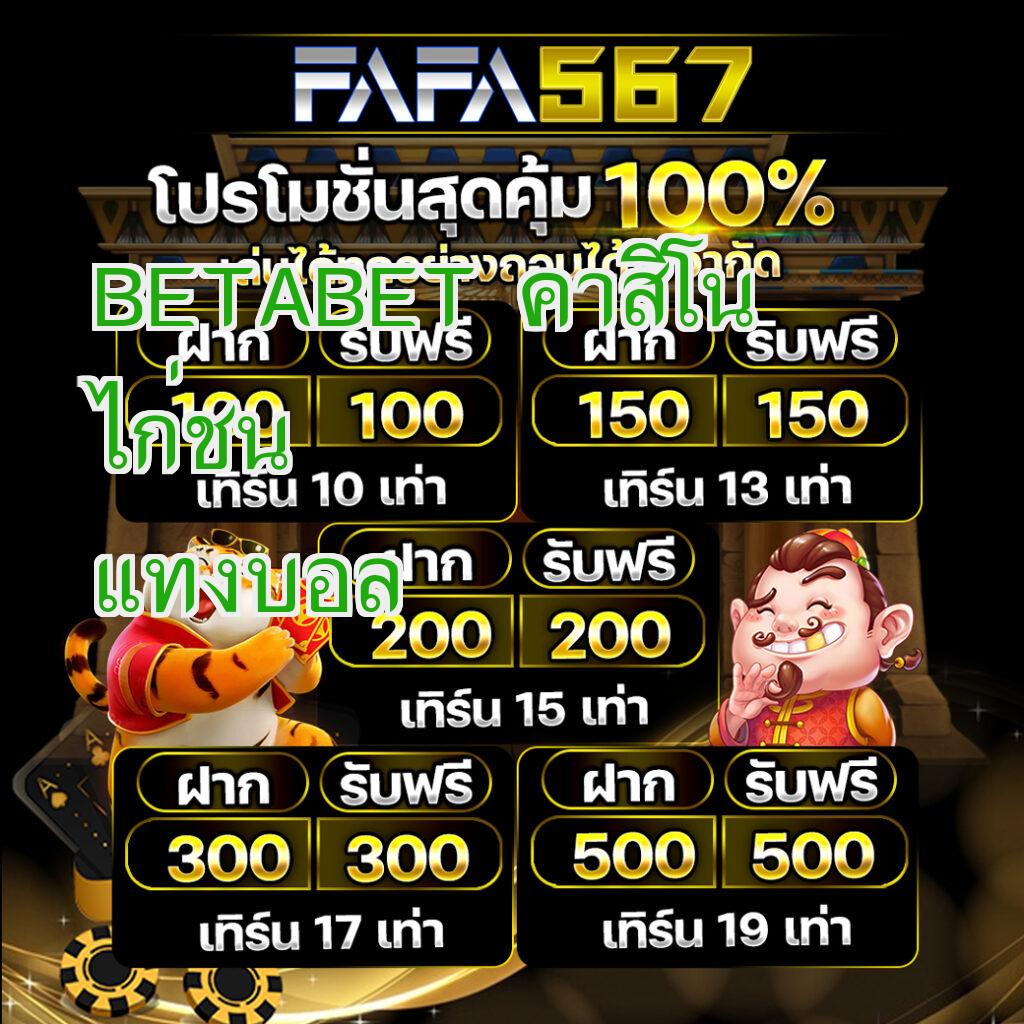 FAFA567
โปรโมชั่นสุดคุ้ม 100%
BETABET คาสิโน
ฝาก รับฟรี ฝาก รับฟรี
100 100 150 150
ไก่ชน
เทิร์น 10 เท่า เทิร์น 13 เท่า
แทงบอล
ฝาก รับฟรี
200 200
เทิร์น 15 เท่า
ฝาก รับฟรี ฝาก รับฟรี
300 300 500 500
เทิร์น 17 เท่า เทิร์น 19 เท่า